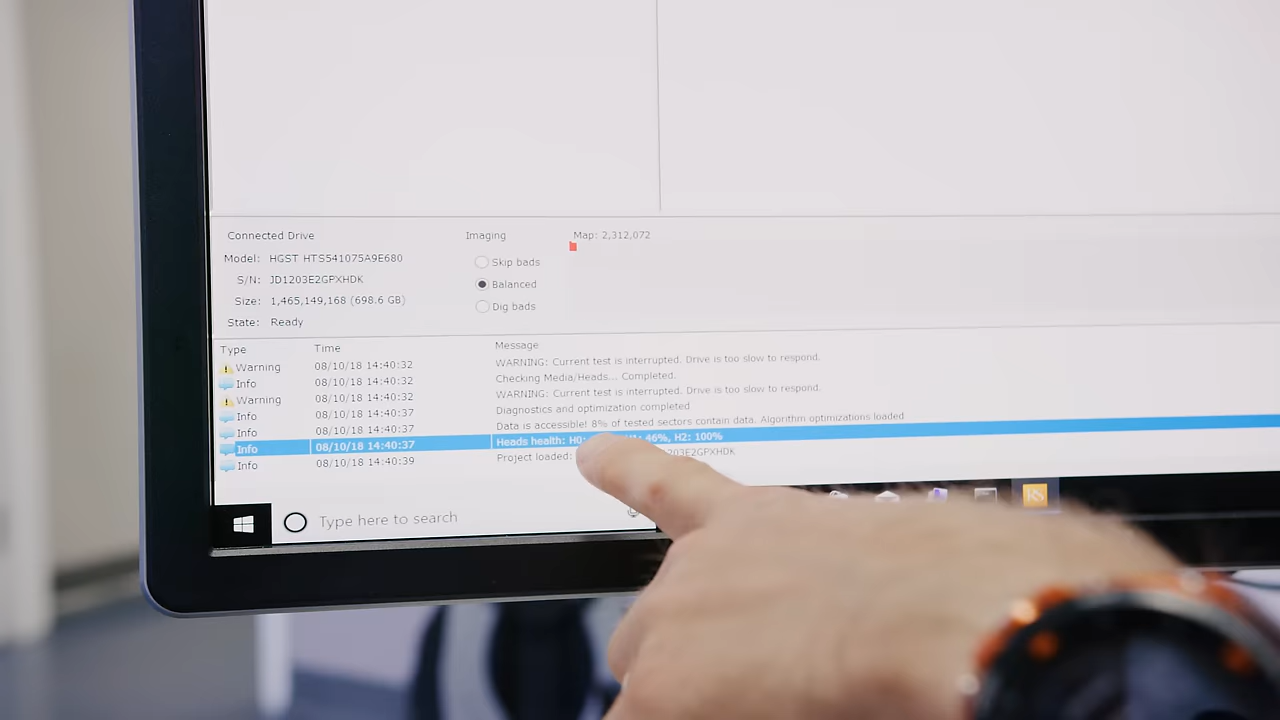 Connected Drive
Model: HGST HTS541075A9E680
S/N: JD1203E2GPXHDK
Size: 1,465,149,168 (698.6 GB)
State: Ready
Imaging
Skip bads
Balanced
Dig bads
Map: 2,312,072
Type Time Message
Warning 08/10/18 14:40:32 WARNING: Current test is interrupted. Drive is too slow to respond.
Info 08/10/18 14:40:32 Checking Media/Heads... Completed.
Warning 08/10/18 14:40:32 WARNING: Current test is interrupted. Drive is too slow to respond.
Info 08/10/18 14:40:37 Diagnostics and optimization completed
Info 08/10/18 14:40:37 Data is accessible! 8% of tested sectors contain data. Algorithm optimizations loaded
Info 08/10/18 14:40:37 Heads health: H0: 46%, H2: 100%
Info 08/10/18 14:40:39 Project loaded: 203E2GPXHDK
Type here to search
RS